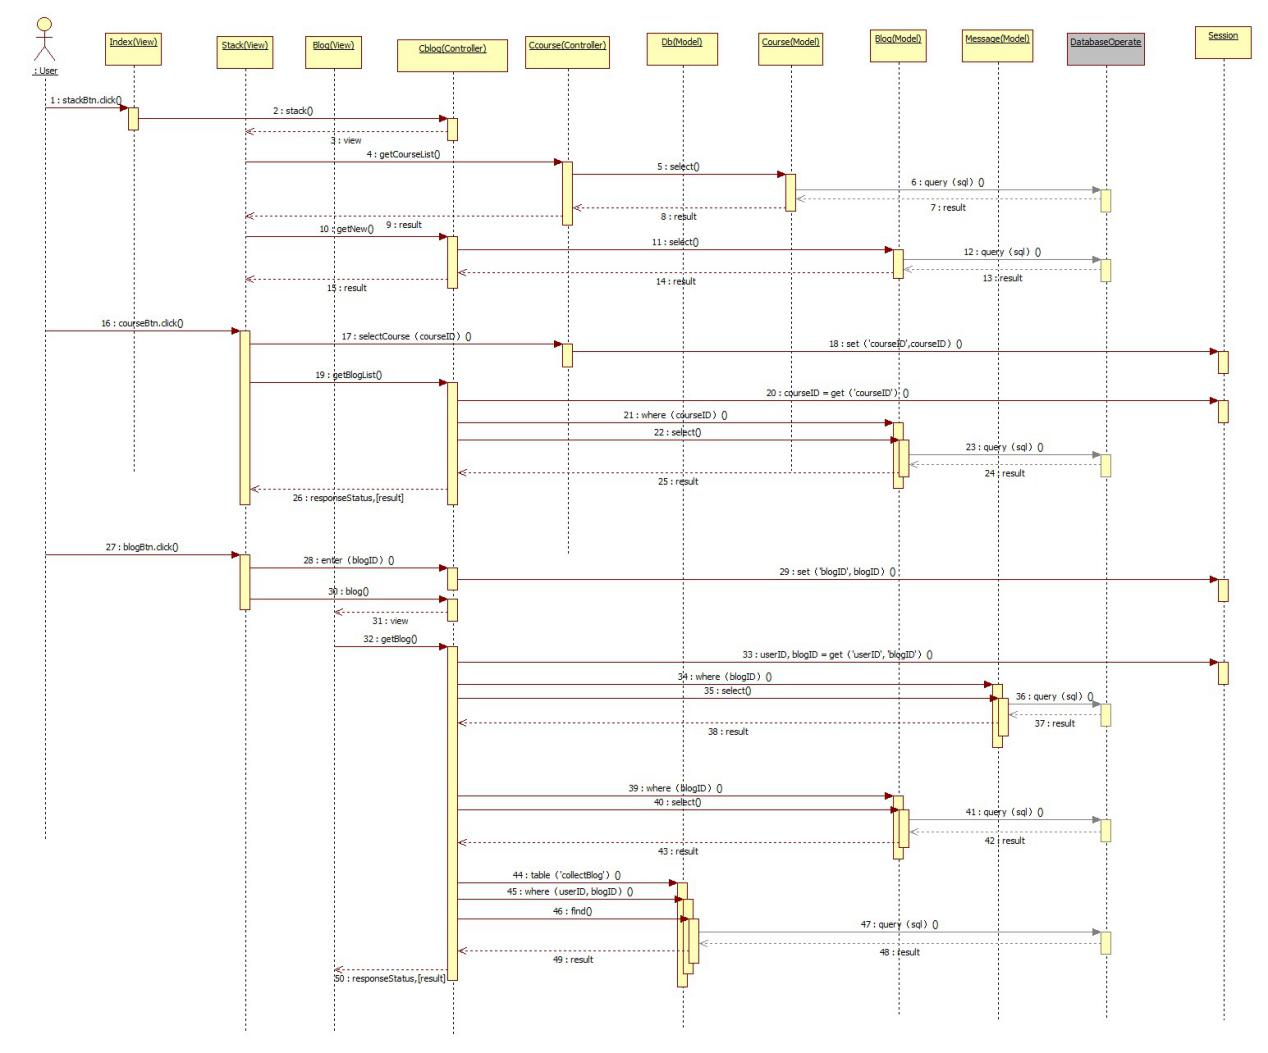 : User
Index(View)
Stack(View)
Blog(View)
Cblog(Controller)
Ccourse(Controller)
Db(Model)
Course(Model)
Blog(Model)
Message(Model)
DatabaseOperate
Session
1 : stackBtn.click()
2 : stack()
3 : view
4 : getCourseList()
5 : select()
6 : query (sql) ()
7 : result
8 : result
9 : result
10 : getNew()
11 : select()
12 : query (sql) ()
13 : result
14 : result
15 : result
16 : courseBtn.click()
17 : selectCourse (courseID) ()
18 : set ('courseID',courseID) ()
19 : getBlogList()
20 : courseID = get ('courseID') ()
21 : where (courseID) ()
22 : select()
23 : query (sql) ()
24 : result
25 : result
26 : responseStatus,[result]
27 : blogBtn.click()
28 : enter (blogID) ()
29 : set ('blogID', blogID) ()
30 : blog()
31 : view
32 : getBlog()
33 : userID, blogID = get ('userID', 'blogID') ()
34 : where (blogID) ()
35 : select()
36 : query (sql) ()
37 : result
38 : result
39 : where (blogID) ()
40 : select()
41 : query (sql) ()
42 : result
43 : result
44 : table ('collectBlog') ()
45 : where (userID, blogID) ()
46 : find()
47 : query (sql) ()
48 : result
49 : result
50 : responseStatus,[result]